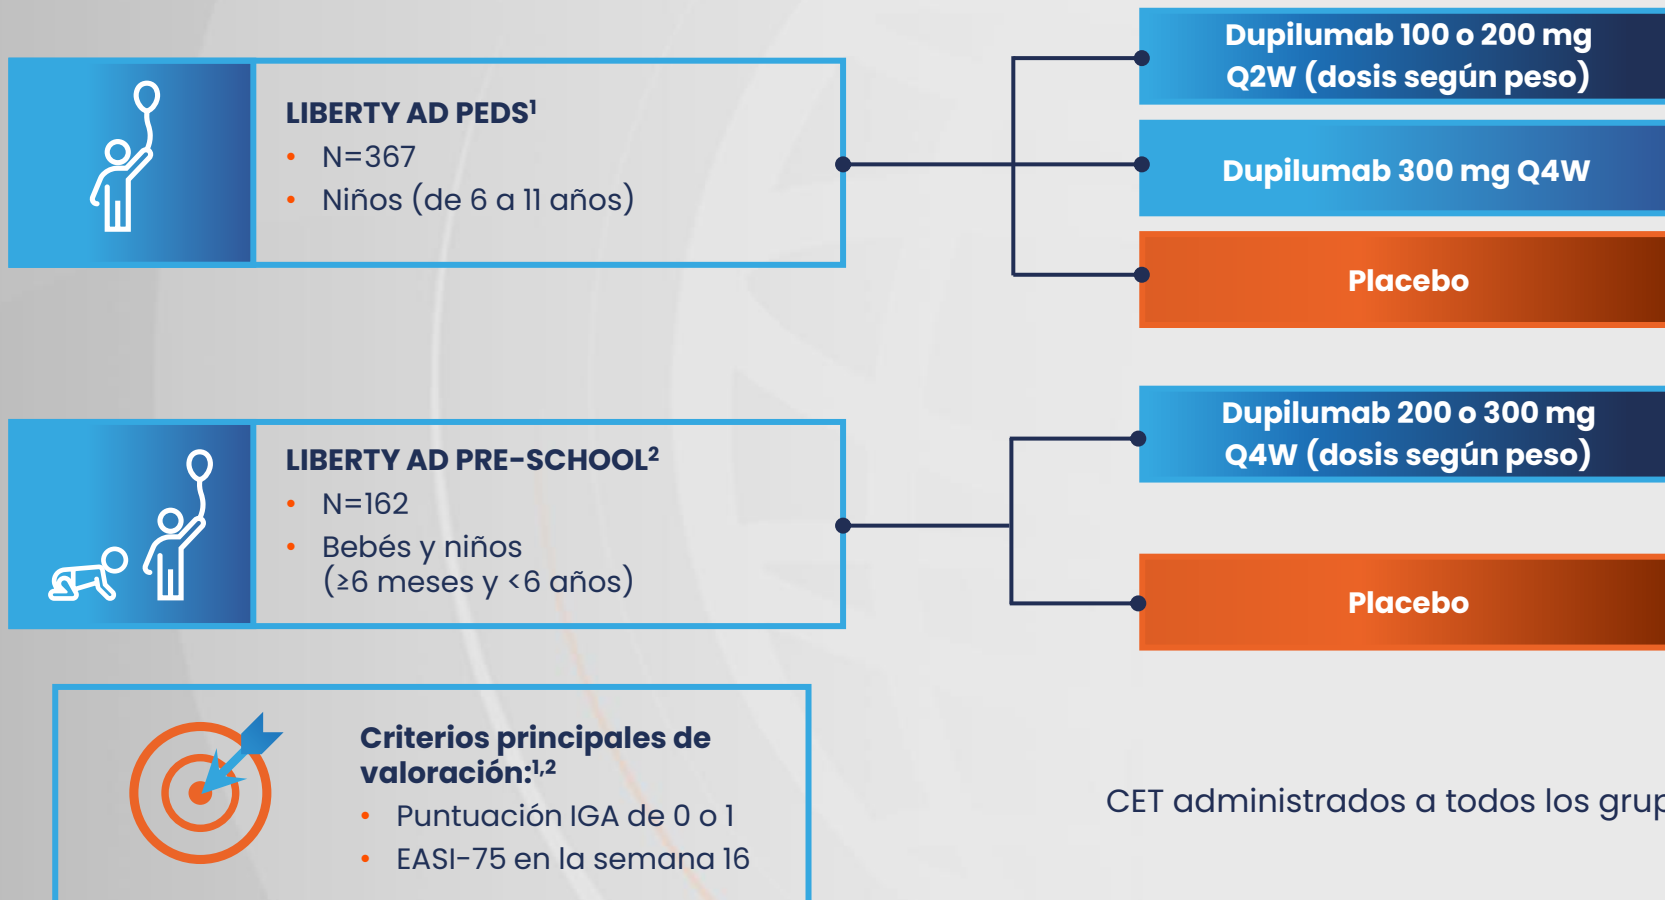 LIBERTY AD PEDS¹
• N=367
• Niños (de 6 a 11 años)
Dupilumab 100 o 200 mg
Q2W (dosis según peso)
Dupilumab 300 mg Q4W
Placebo
LIBERTY AD PRE-SCHOOL²
• N=162
• Bebés y niños
(≥6 meses y <6 años)
Dupilumab 200 o 300 mg
Q4W (dosis según peso)
Placebo
Criterios principales de
valoración:¹,²
• Puntuación IGA de 0 o 1
• EASI-75 en la semana 16
CET administrados a todos los